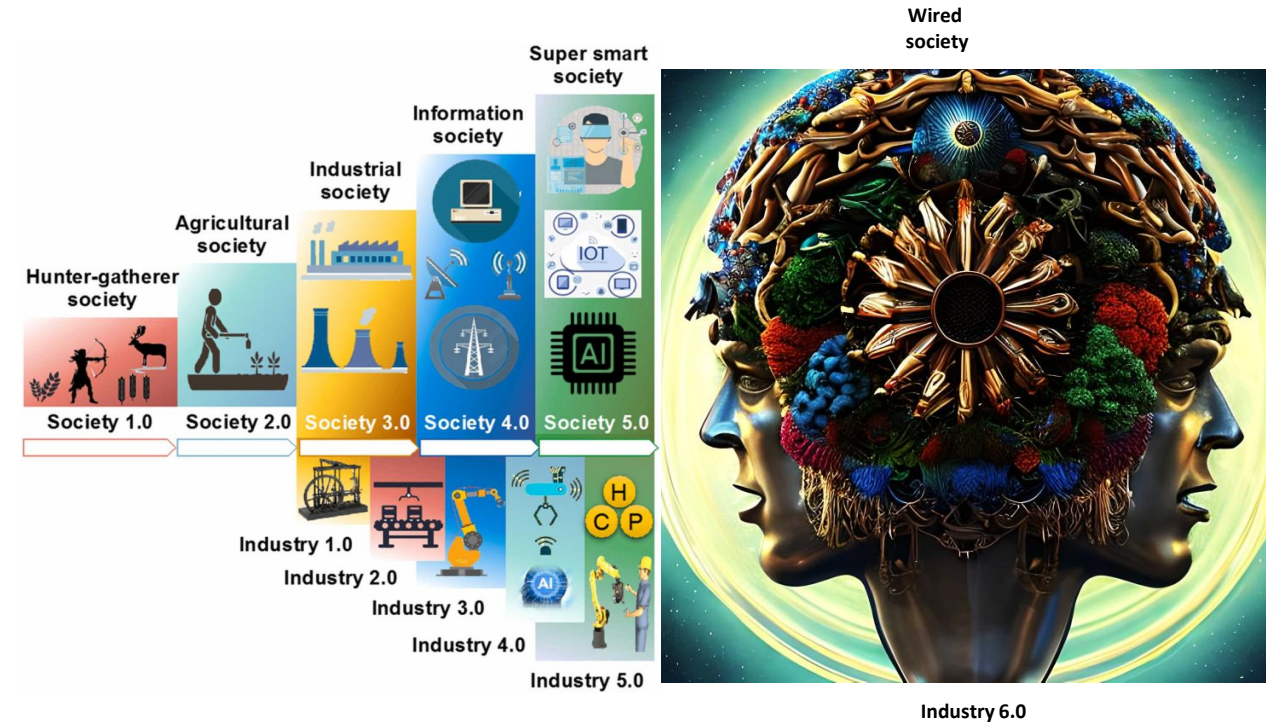 Wired
society
Super smart
society
Information
society
Industrial
society
Agricultural
society
Hunter-gatherer
society
IOT
AI
Society 1.0
Society 2.0
Society 3.0
Society 4.0
Society 5.0
H
C P
AI
Industry 1.0
Industry 2.0
Industry 3.0
Industry 4.0
Industry 5.0
Industry 6.0